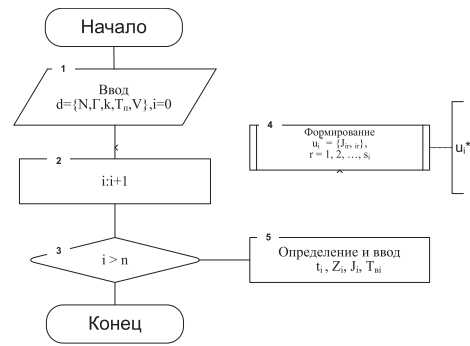 Начало
1
Ввод
d={N,Г,k,Tп,V},i=0
2
i:i+1
3
i > n
Конец
4
Формирование
ui* = {Jir, ir},
r = 1, 2, …, si
ui*
5
Определение и ввод
ti , Zi, Ji, Tвi